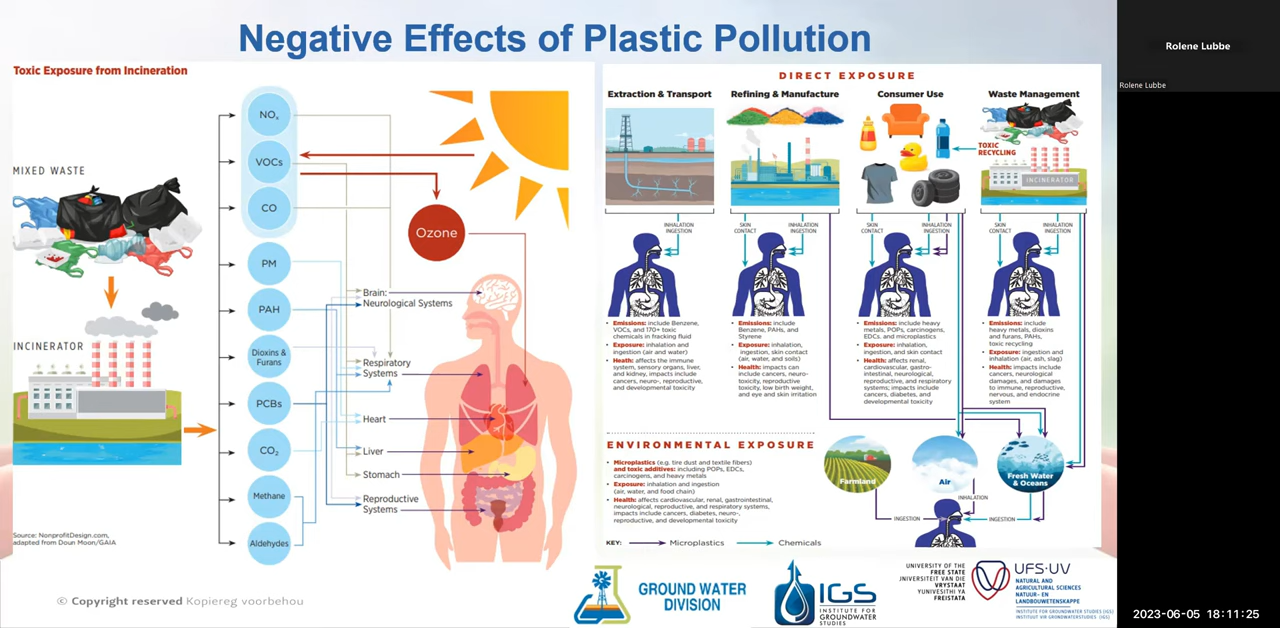 Negative Effects of Plastic Pollution
Toxic Exposure from Incineration
MIXED WASTE
INCINERATOR
Source: NonprofitDesign.com,
adapted from Doun Moon/GAIA
NOx
VOCs
CO
PM
PAH
Dioxins &
Furans
PCBs
CO2
Methane
Aldehydes
Ozone
Brain:
Neurological Systems
Respiratory
Systems
Heart
Liver
Stomach
Reproductive
Systems
DIRECT EXPOSURE
Extraction & Transport
INHALATION
INGESTION
• Emissions: include Benzene,
VOCs, and 170+ toxic
chemicals in fracking fluid
• Exposure: inhalation and
ingestion (air and water)
• Health: affects the immune
system, sensory organs, liver,
and kidney, impacts include
cancers, neuro-, reproductive,
and developmental toxicity
Refining & Manufacture
SKIN
CONTACT
INHALATION
INGESTION
• Emissions: include
Benzene, PAHs, and
Styrene
• Exposure: inhalation,
ingestion, skin contact
(air, water, and soils)
• Health: impacts can
include cancers, neuro-
toxicity, reproductive
toxicity, low birth weight,
and eye and skin irritation
Consumer Use
SKIN
CONTACT
INHALATION
INGESTION
• Emissions: include heavy
metals, POPs, carcinogens,
EDCs, and microplastics
• Exposure: inhalation,
ingestion, and skin contact
• Health: affects renal,
cardiovascular, gastro-
intestinal, neurological,
reproductive, and respiratory
systems; impacts include
cancers, diabetes, and
developmental toxicity
Waste Management
TOXIC
RECYCLING
INCINERATOR
SKIN
CONTACT
INHALATION
INGESTION
• Emissions: include
heavy metals, dioxins
and furans, PAHs,
toxic recycling
• Exposure: ingestion and
inhalation (air, ash, slag)
• Health: impacts include
cancers, neurological
damages, and damages
to immune, reproductive,
nervous, and endocrine
system
ENVIRONMENTAL EXPOSURE
• Microplastics (e.g. tire dust and textile fibers)
and toxic additives: including POPs, EDCs,
carcinogens, and heavy metals
• Exposure: inhalation and ingestion
(air, water, and food chain)
• Health: affects cardiovascular, renal, gastrointestinal,
neurological, reproductive, and respiratory systems,
impacts include cancers, diabetes, neuro-,
reproductive, and developmental toxicity
KEY:
Microplastics
Chemicals
Farmland
Air
Fresh Water
& Oceans
INHALATION
INGESTION
INGESTION
© Copyright reserved Kopiereg voorbehou
GROUND WATER
DIVISION
IGS
INSTITUTE FOR
GROUNDWATER
STUDIES
UNIVERSITY OF THE
FREE STATE
UNIVERSITEIT VAN DIE
VRYSTAAT
YUNIVESITHI YA
FREISTATA
UFS·UV
NATURAL AND
AGRICULTURAL SCIENCES
NATUUR- EN
LANDBOUWETENSKAPPE
INSTITUTE FOR GROUNDWATER STUDIES (IGS)
INSTITUUT VIR GRONDWATERSTUDIES (IGS)
Rolene Lubbe
Rolene Lubbe
2023-06-05 18:11:25